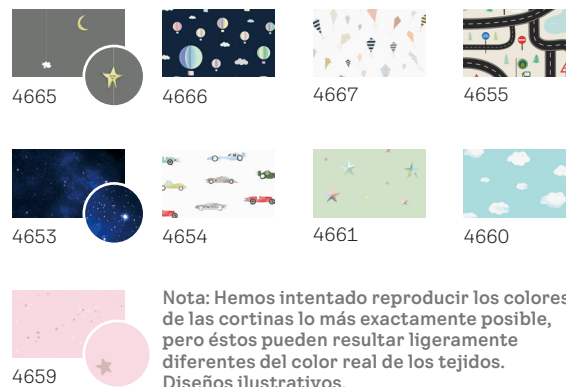 4665
4666
4667
4655
4653
4654
4661
4660
4659
Nota: Hemos intentado reproducir los colores
de las cortinas lo más exactamente posible,
pero éstos pueden resultar ligeramente
diferentes del color real de los tejidos.
Diseños ilustrativos.